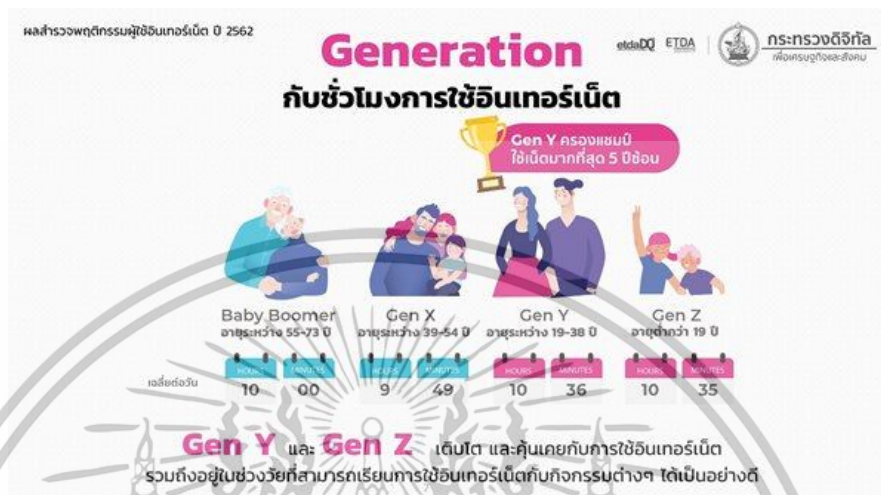 ผลสำรวจพฤติกรรมผู้ใช้อินเทอร์เน็ต ปี 2562
Generation
etdaDQ ETDA กระทรวงดิจิทัล
เพื่อเศรษฐกิจและสังคม
กับชั่วโมงการใช้อินเทอร์เน็ต
Gen Y ครองแชมป์
ใช้เน็ตมากที่สุด 5 ปีซ้อน
Baby Boomer Gen X Gen Y Gen Z
อายุระหว่าง 55-73 ปี อายุระหว่าง 39-54 ปี อายุระหว่าง 19-38 ปี อายุต่ำกว่า 19 ปี
HOURS MINUTES HOURS MINUTES HOURS MINUTES HOURS MINUTES
เฉลี่ยต่อวัน 10 00 9 49 10 36 10 35
Gen Y และ Gen Z เติบโต และคุ้นเคยกับการใช้อินเทอร์เน็ต
รวมถึงอยู่ในช่วงวัยที่สามารถเรียนการใช้อินเทอร์เน็ตกับกิจกรรมต่างๆ ได้เป็นอย่างดี